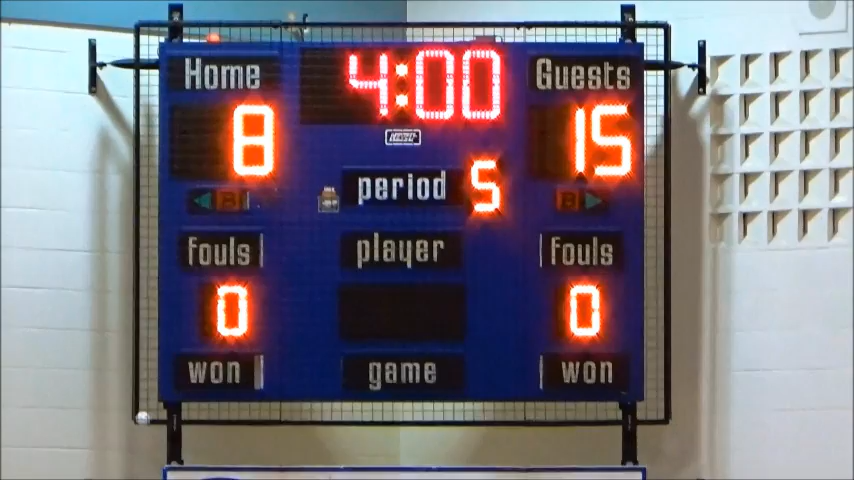 Home 4:00 Guests
8 15
period 5
B B
fouls player fouls
0 0
won game won